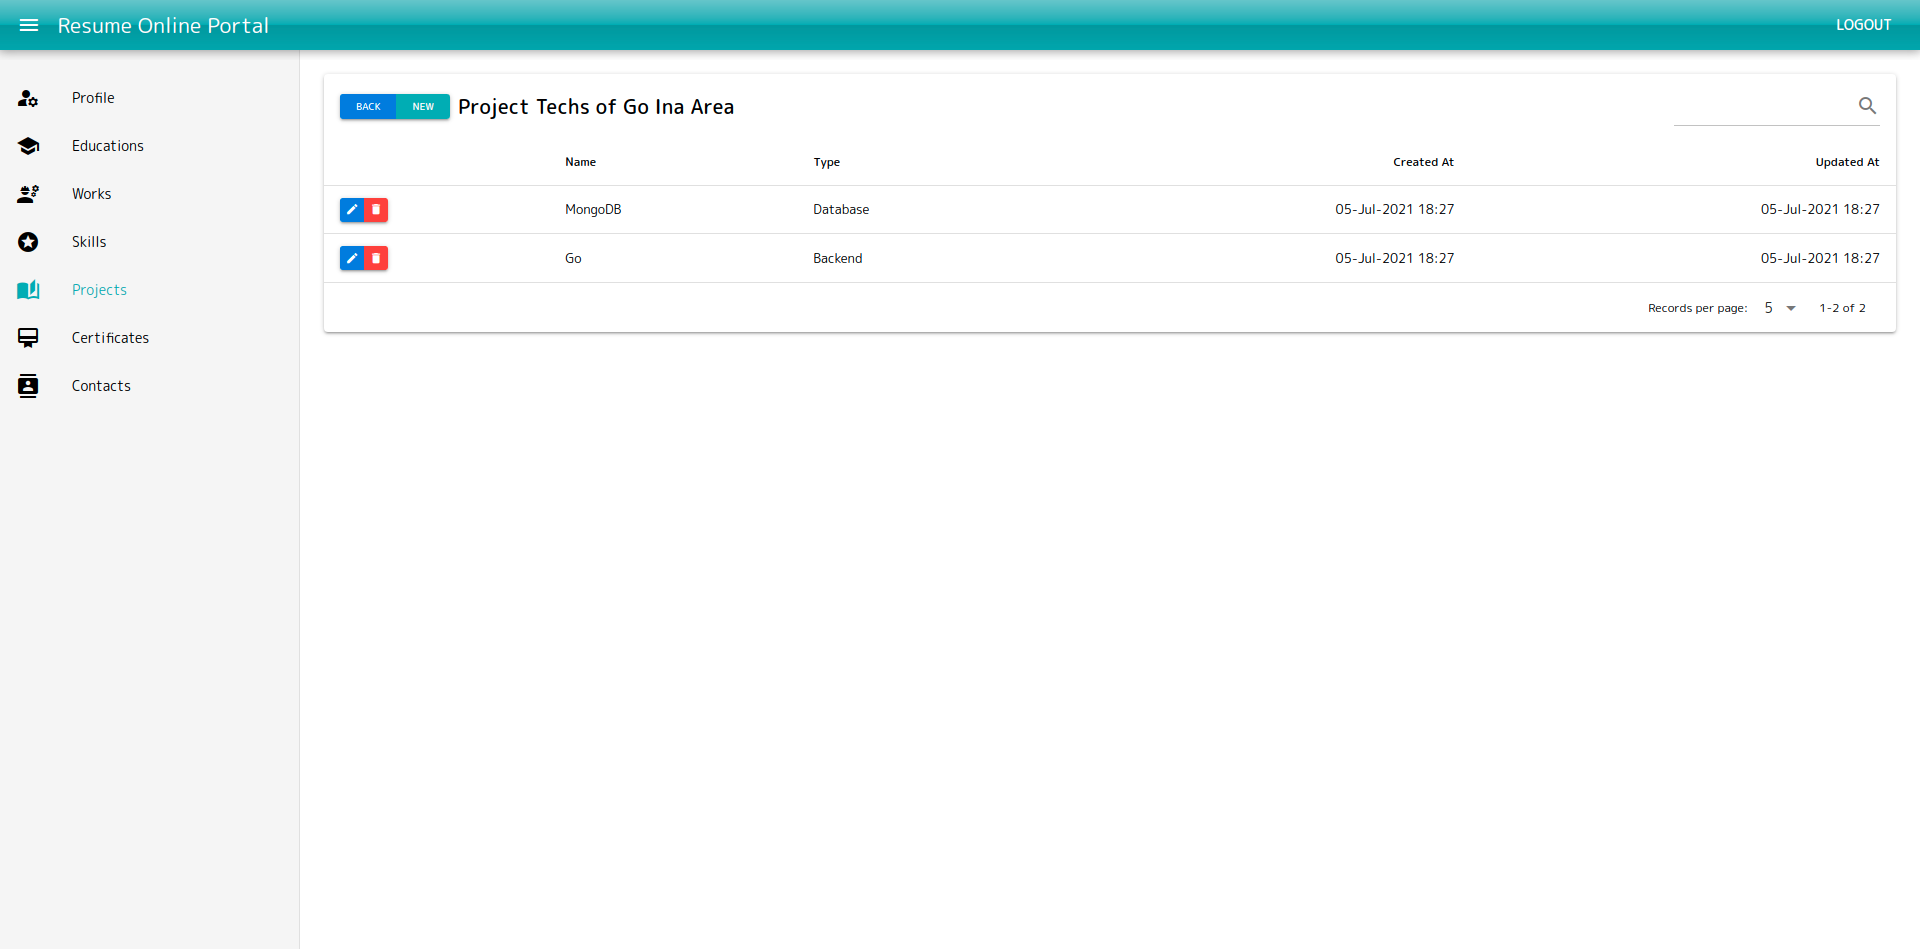 Resume Online Portal
LOGOUT
Profile
Educations
Works
Skills
Projects
Certificates
Contacts
BACK NEW Project Techs of Go Ina Area
Name Type Created At Updated At
MongoDB Database 05-Jul-2021 18:27 05-Jul-2021 18:27
Go Backend 05-Jul-2021 18:27 05-Jul-2021 18:27
Records per page: 5 1-2 of 2